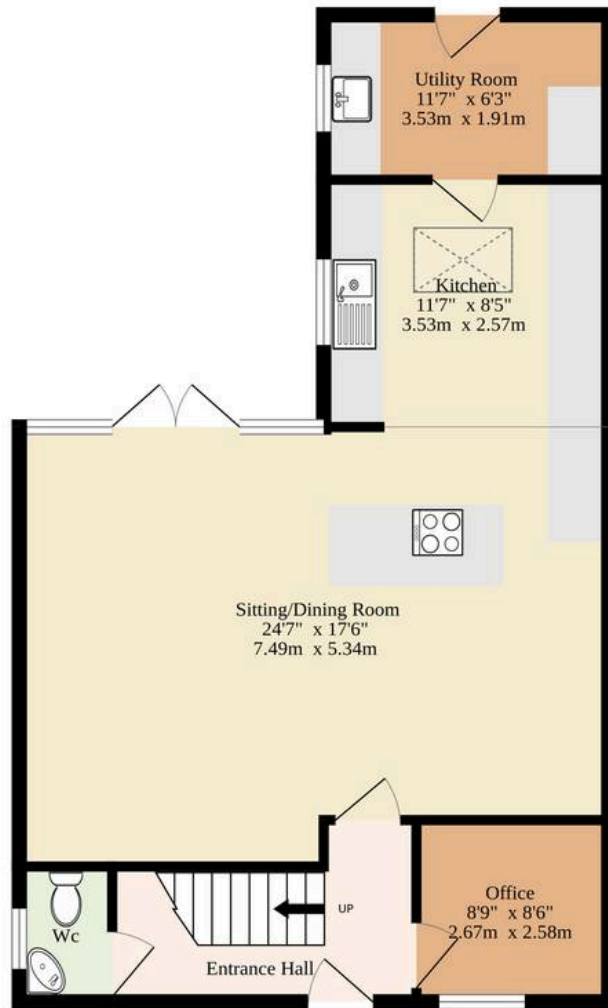 Utility Room
11'7" x 6'3"
3.53m x 1.91m
Kitchen
11'7" x 8'5"
3.53m x 2.57m
Sitting/Dining Room
24'7" x 17'6"
7.49m x 5.34m
UP
Office
8'9" x 8'6"
2.67m x 2.58m
Wc
Entrance Hall